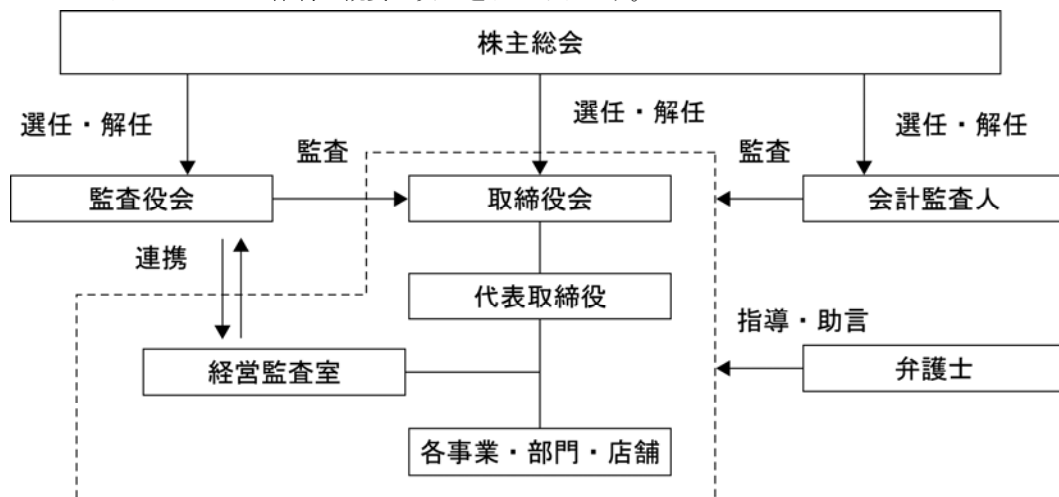 株主総会
選任・解任
選任・解任
選任・解任
監査
監査
監査役会
取締役会
会計監査人
連携
代表取締役
指導・助言
経営監査室
弁護士
各事業・部門・店舗